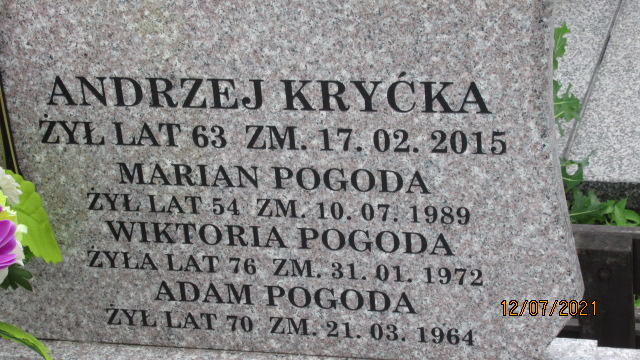 ANDRZEJ KRYĆKA
ŻYŁ LAT 63 ZM. 17. 02. 2015
MARIAN POGODA
ŻYŁ LAT 54 ZM. 10. 07. 1989
WIKTORIA POGODA
ŻYŁA LAT 76 ZM. 31. 01. 1972
ADAM POGODA
ŻYŁ LAT 70 ZM. 21. 03. 1964
12/07/2021